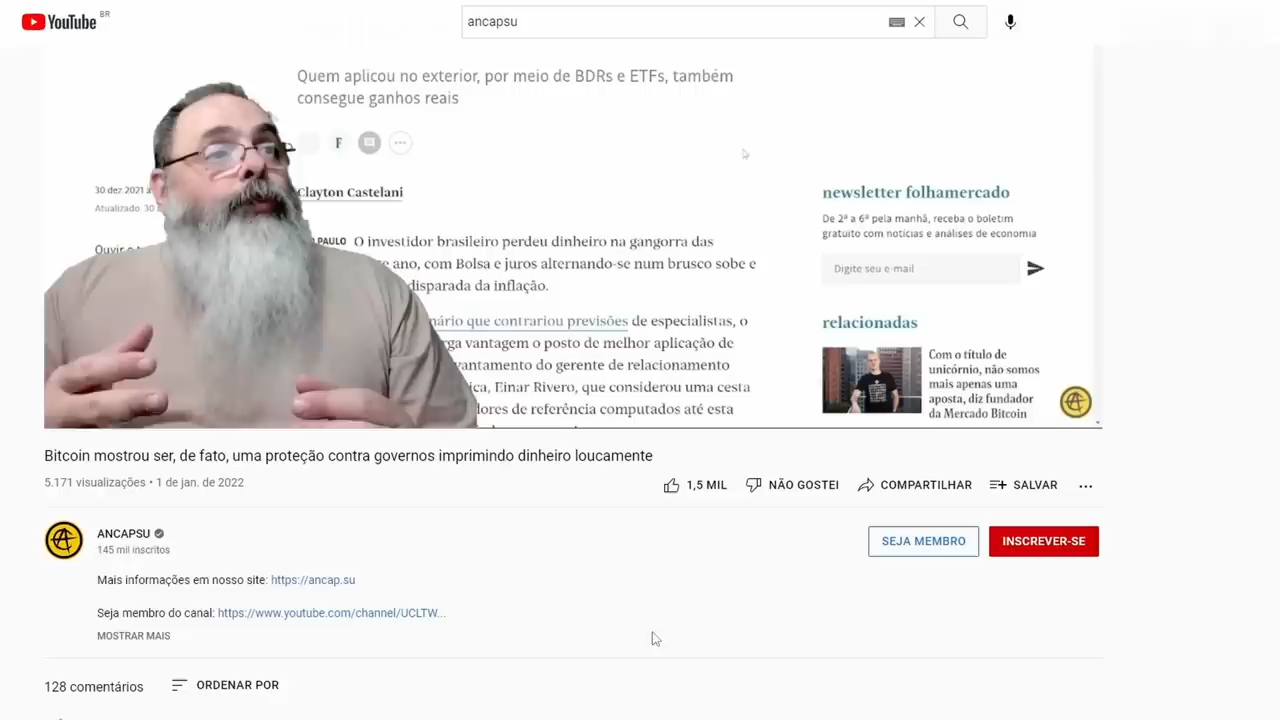 YouTube BR
ancapsu
Quem aplicou no exterior, por meio de BDRs e ETFs, também
consegue ganhos reais
F
30 dez 2021 à
Atualizado 30
Clayton Castelani
PAULO O investidor brasileiro perdeu dinheiro na gangorra das
ano, com Bolsa e juros alternando-se num brusco sobe e
disparada da inflação.
que contrariou previsões de especialistas, o
vantagem o posto de melhor aplicação de
do gerente de relacionamento
Einar Rivero, que considerou uma cesta
de referência computados até esta
newsletter folhamercado
De 2ª a 6ª pela manhã, receba o boletim
gratuito com notícias e análises de economia
Digite seu e-mail
relacionadas
Com o título de
unicórnio, não somos
mais apenas uma
aposta, diz fundador
da Mercado Bitcoin
Bitcoin mostrou ser, de fato, uma proteção contra governos imprimindo dinheiro loucamente
5.171 visualizações • 1 de jan. de 2022
1,5 MIL
NÃO GOSTEI
COMPARTILHAR
SALVAR
ANCAPSU
145 mil inscritos
SEJA MEMBRO
INSCREVER-SE
Mais informações em nosso site: https://ancap.su
Seja membro do canal: https://www.youtube.com/channel/UCLTW...
MOSTRAR MAIS
128 comentários
ORDENAR POR